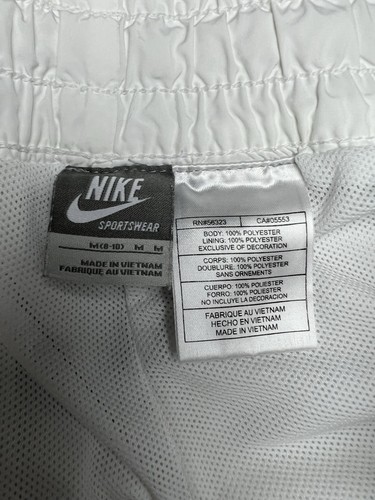 NIKE
SPORTSWEAR
M(8-10) M M
MADE IN VIETNAM
FABRIQUÉ AU VIETNAM
RN#56323 CA#05553
BODY: 100% POLYESTER
LINING: 100% POLYESTER
EXCLUSIVE OF DECORATION
CORPS: 100% POLYESTER
DOUBLURE: 100% POLYESTER
SANS ORNEMENTS
CUERPO: 100% POLIESTER
FORRO: 100% POLIESTER
NO INCLUYE LA DECORACION
FABRIQUE AU VIETNAM
HECHO EN VIETNAM
MADE IN VIETNAM